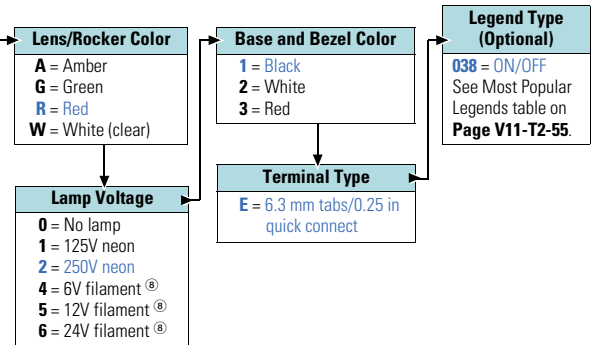 Lens/Rocker Color
A = Amber
G = Green
R = Red
W = White (clear)
Lamp Voltage
0 = No lamp
1 = 125V neon
2 = 250V neon
4 = 6V filament ⑧
5 = 12V filament ⑧
6 = 24V filament ⑧
Base and Bezel Color
1 = Black
2 = White
3 = Red
Terminal Type
E = 6.3 mm tabs/0.25 in
quick connect
Legend Type
(Optional)
038 = ON/OFF
See Most Popular
Legends table on
Page V11-T2-55.